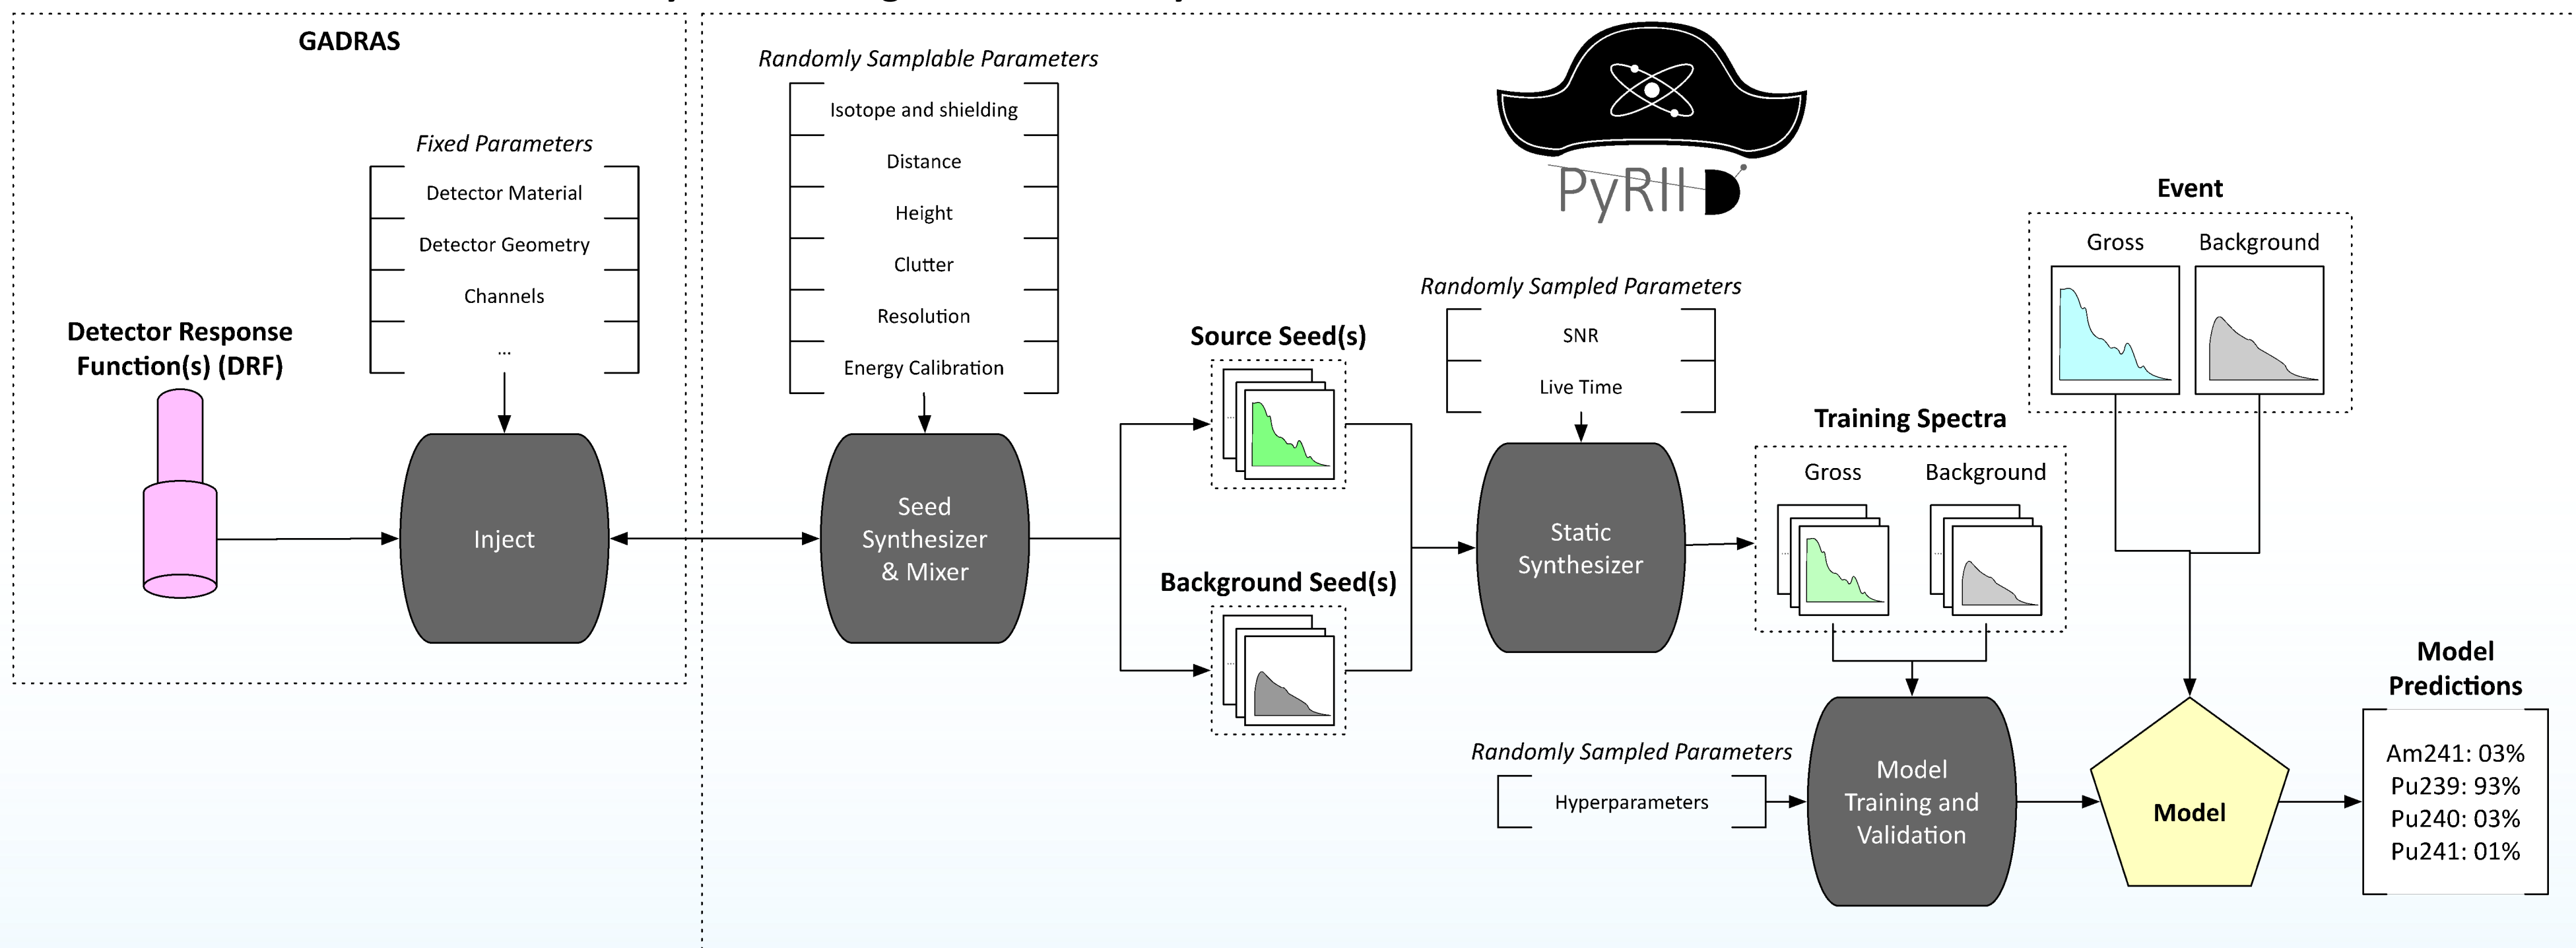 GADRAS
Fixed Parameters
Detector Material
Detector Geometry
Channels
...
Detector Response
Function(s) (DRF)
Inject
Randomly Samplable Parameters
Isotope and shielding
Distance
Height
Clutter
Resolution
Energy Calibration
Seed
Synthesizer
& Mixer
Source Seed(s)
...
Background Seed(s)
...
PyRIID
Randomly Sampled Parameters
SNR
Live Time
Static
Synthesizer
Training Spectra
Gross
Background
...
...
Event
Gross
Background
Randomly Sampled Parameters
Hyperparameters
Model
Training and
Validation
Model
Model
Predictions
Am241: 03%
Pu239: 93%
Pu240: 03%
Pu241: 01%